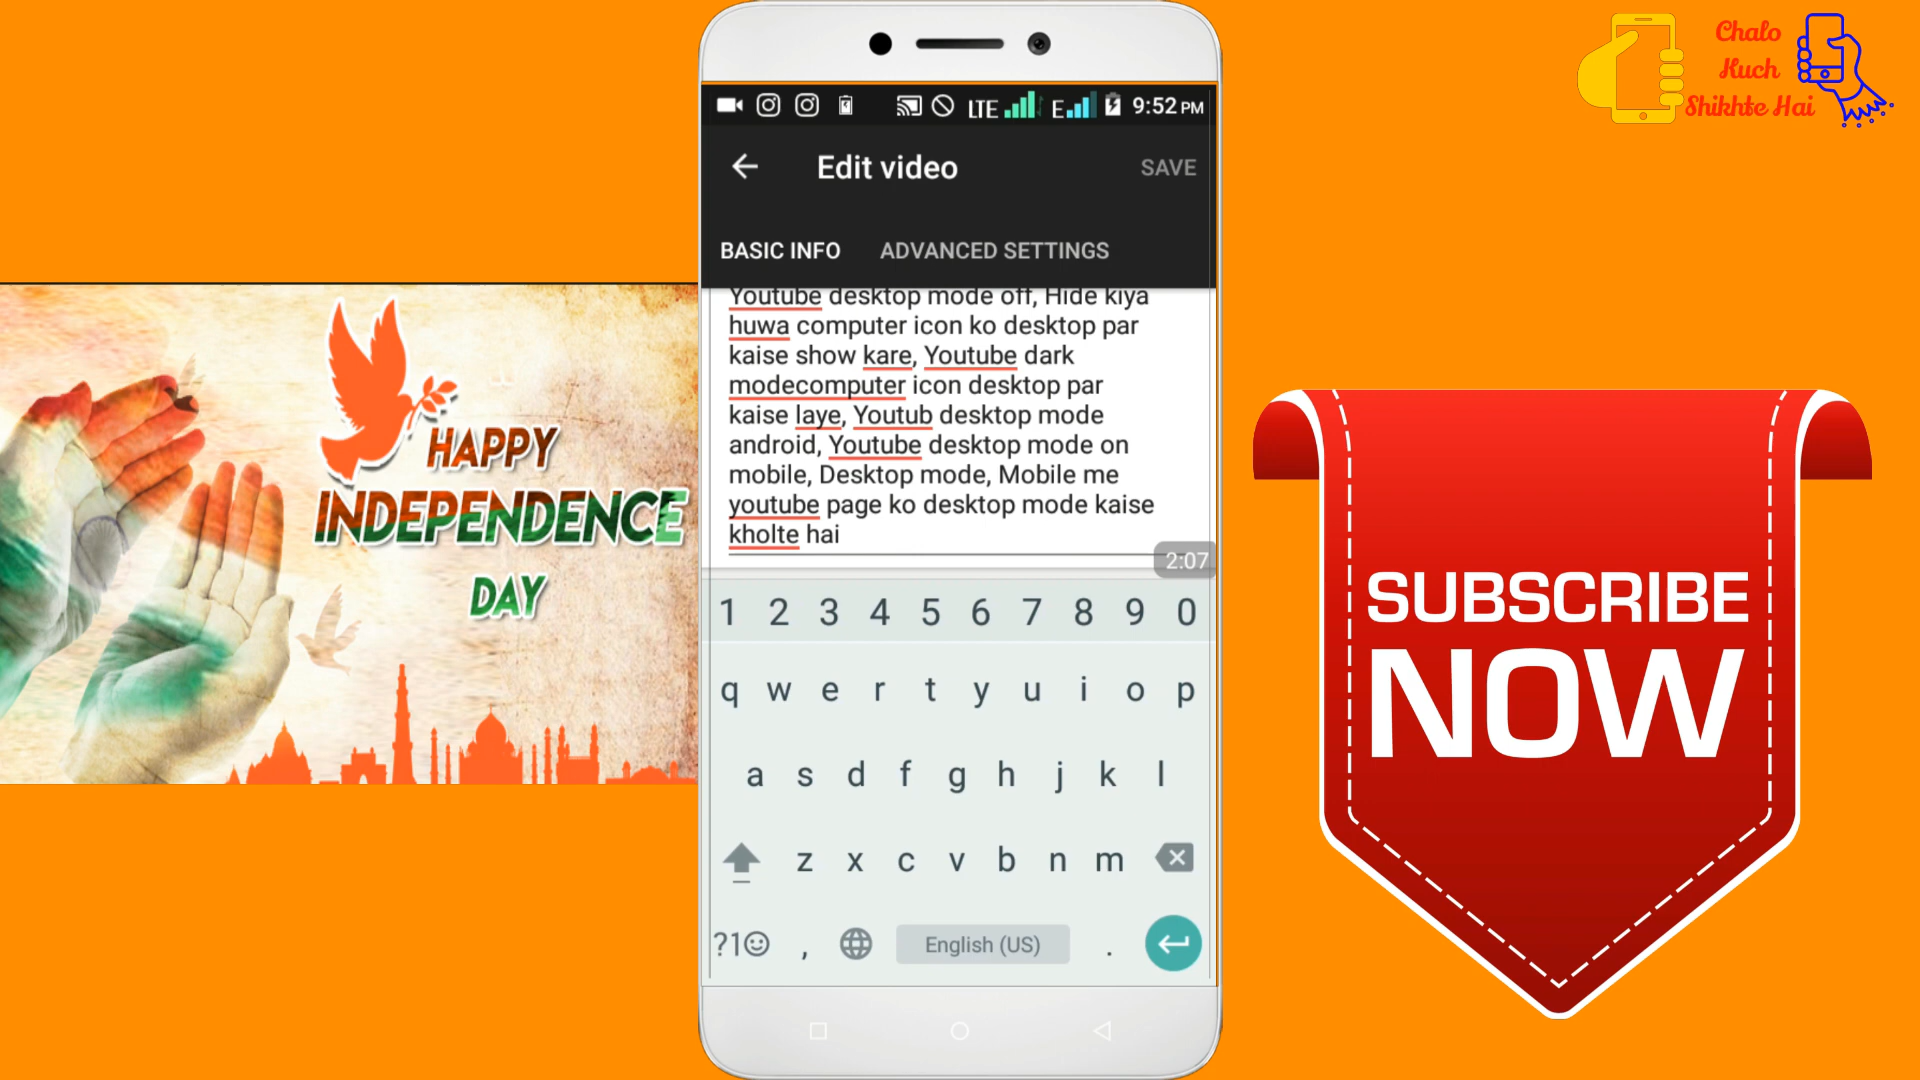 Chalo
Kuch
Shikhte Hai
LTE E 9:52 PM
Edit video SAVE
BASIC INFO ADVANCED SETTINGS
Youtube desktop mode off, Hide kiya
huwa computer icon ko desktop par
kaise show kare, Youtube dark
modecomputer icon desktop par
kaise laye, Youtub desktop mode
android, Youtube desktop mode on
mobile, Desktop mode, Mobile me
youtube page ko desktop mode kaise
kholte hai
2:07
1 2 3 4 5 6 7 8 9 0
q w e r t y u i o p
a s d f g h j k l
z x c v b n m
?1☺ , English (US) .
HAPPY
INDEPENDENCE
DAY
SUBSCRIBE
NOW